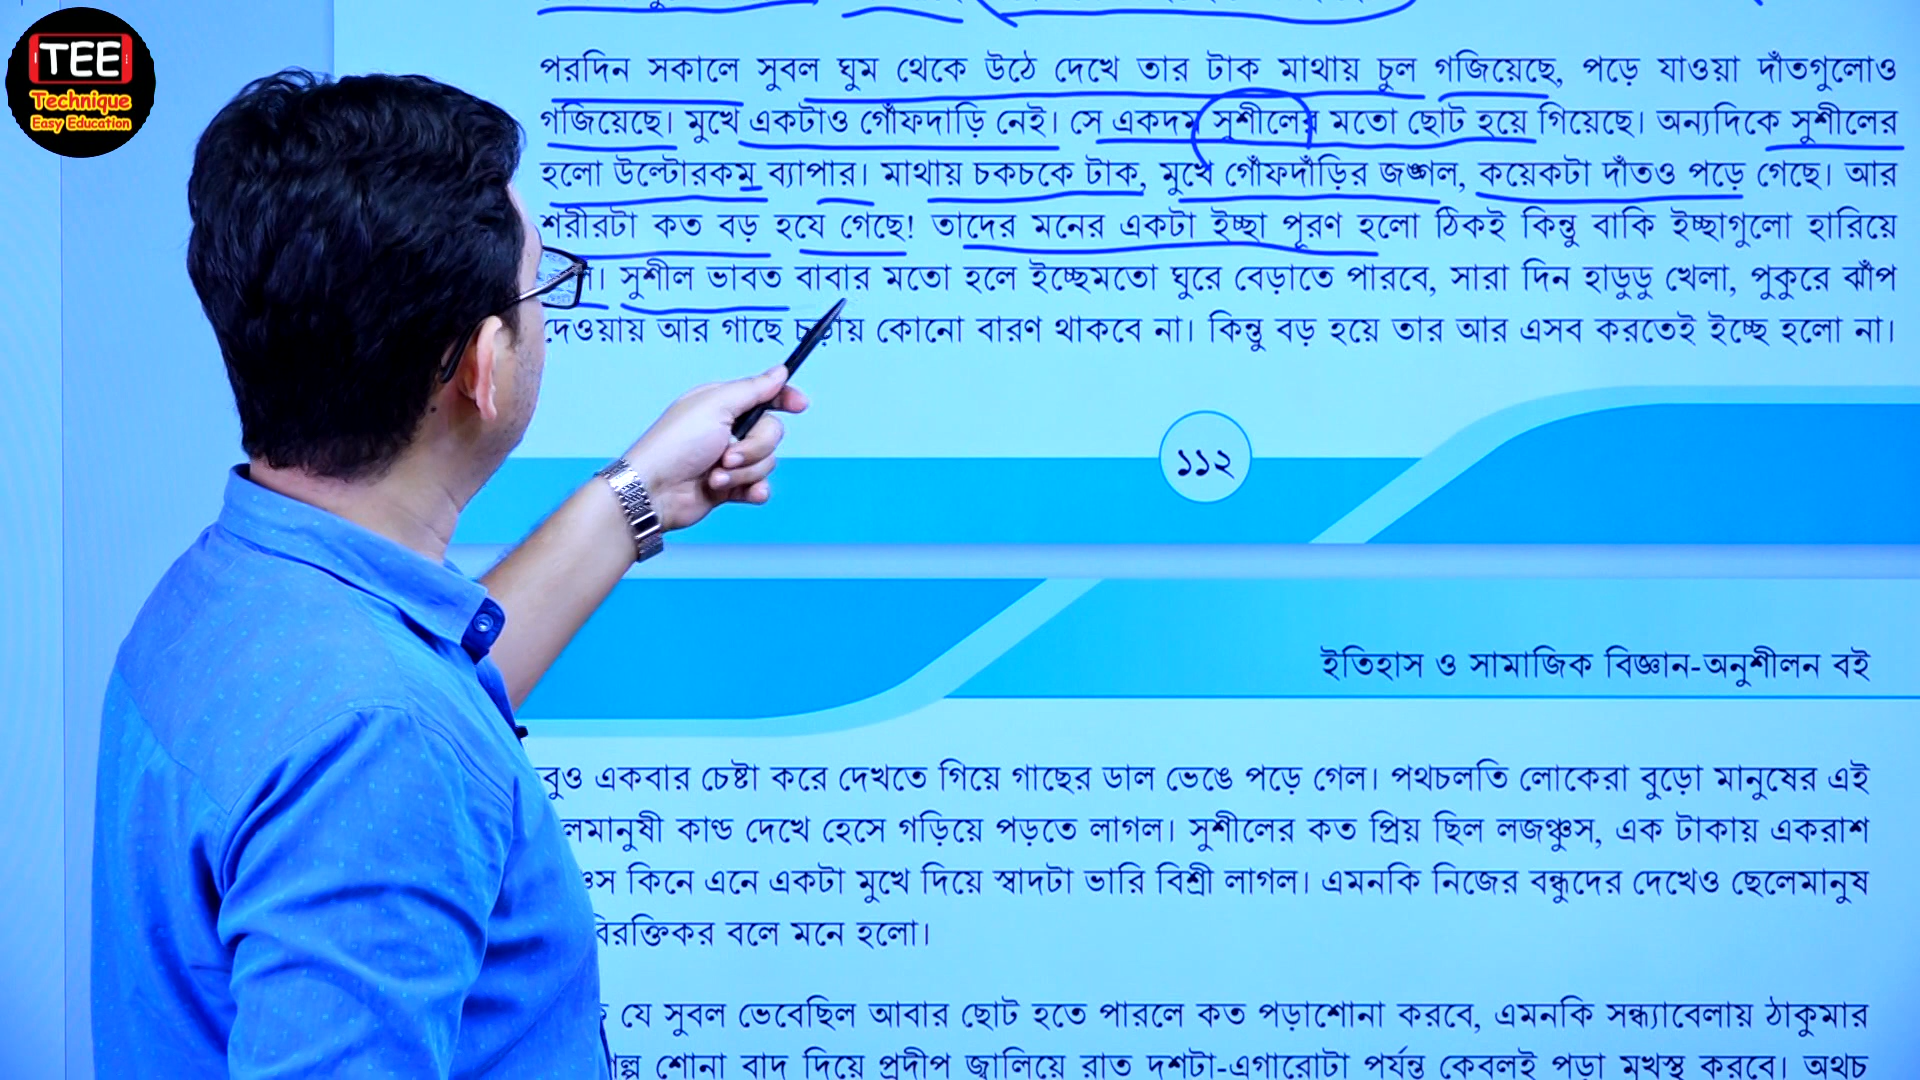 TEE
Technique
Easy Education
পরদিন সকালে সুবল ঘুম থেকে উঠে দেখে তার টাক মাথায় চুল গজিয়েছে, পড়ে যাওয়া দাঁতগুলোও
গজিয়েছে। মুখে একটাও গোঁফদাড়ি নেই। সে একদম সুশীলের মতো ছোট হয়ে গিয়েছে। অন্যদিকে সুশীলের
হলো উল্টোরকম ব্যাপার। মাথায় চকচকে টাক, মুখে গোঁফদাঁড়ির জঙ্গল, কয়েকটা দাঁতও পড়ে গেছে। আর
শরীরটা কত বড় হযে গেছে! তাদের মনের একটা ইচ্ছা পূরণ হলো ঠিকই কিন্তু বাকি ইচ্ছাগুলো হারিয়ে
সুশীল ভাবত বাবার মতো হলে ইচ্ছেমতো ঘুরে বেড়াতে পারবে, সারা দিন হাডুডু খেলা, পুকুরে ঝাঁপ
দেওয়ায় আর গাছে চড়ায় কোনো বারণ থাকবে না। কিন্তু বড় হয়ে তার আর এসব করতেই ইচ্ছে হলো না।
১১২
ইতিহাস ও সামাজিক বিজ্ঞান-অনুশীলন বই
একবার চেষ্টা করে দেখতে গিয়ে গাছের ডাল ভেঙে পড়ে গেল। পথচলতি লোকেরা বুড়ো মানুষের এই
কাণ্ড দেখে হেসে গড়িয়ে পড়তে লাগল। সুশীলের কত প্রিয় ছিল লজঞ্চুস, এক টাকায় একরাশ
কিনে এনে একটা মুখে দিয়ে স্বাদটা ভারি বিশ্রী লাগল। এমনকি নিজের বন্ধুদের দেখেও ছেলেমানুষ
বিরক্তিকর বলে মনে হলো।
যে সুবল ভেবেছিল আবার ছোট হতে পারলে কত পড়াশোনা করবে, এমনকি সন্ধ্যাবেলায় ঠাকুমার
শোনা বাদ দিয়ে প্রদীপ জ্বালিয়ে রাত দশটা-এগারোটা পর্যন্ত কেবলই পড়া মুখস্থ করবে। অথচ